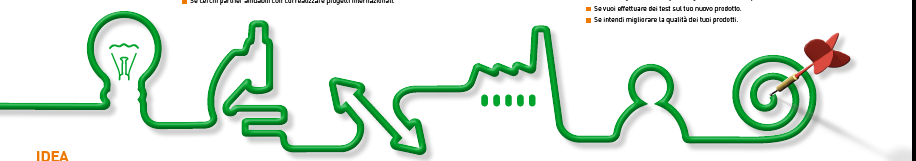 Se cerchi partner affidabili con cui realizzare progetti internazionali.
Se vuoi effettuare dei test sul tuo nuovo prodotto.
Se intendi migliorare la qualità dei tuoi prodotti.
IDEA